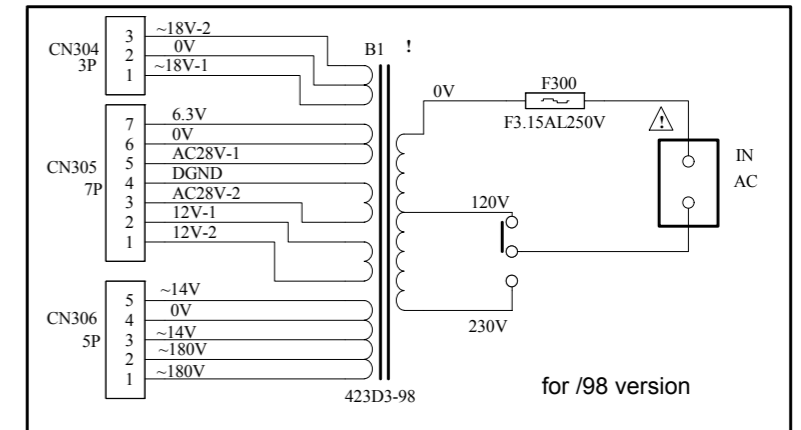 CN304
3P
3 ~18V-2
2 0V
1 ~18V-1
CN305
7P
7 6.3V
6 0V
5 AC28V-1
4 DGND
3 AC28V-2
2 12V-1
1 12V-2
CN306
5P
5 ~14V
4 0V
3 ~14V
2 ~180V
1 ~180V
B1 !
423D3-98
0V
F300
F3.15AL250V
!
IN
AC
120V
230V
for /98 version